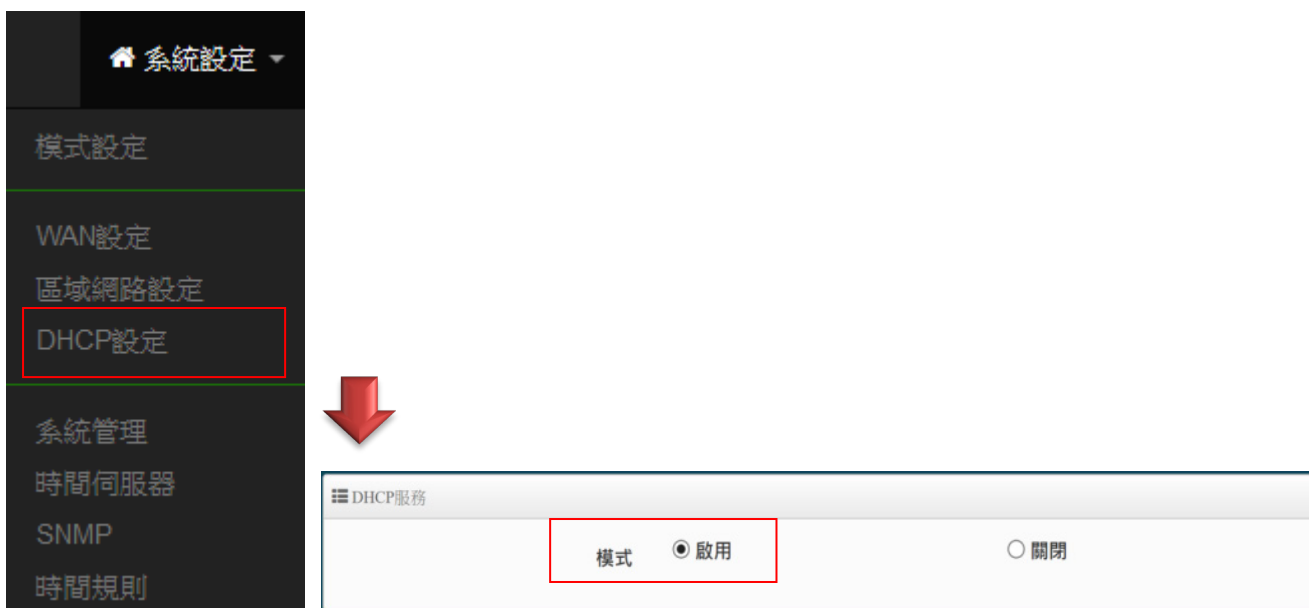 系統設定
模式設定
WAN設定
區域網路設定
DHCP設定
系統管理
時間伺服器
SNMP
時間規則
DHCP服務
模式 啟用 關閉